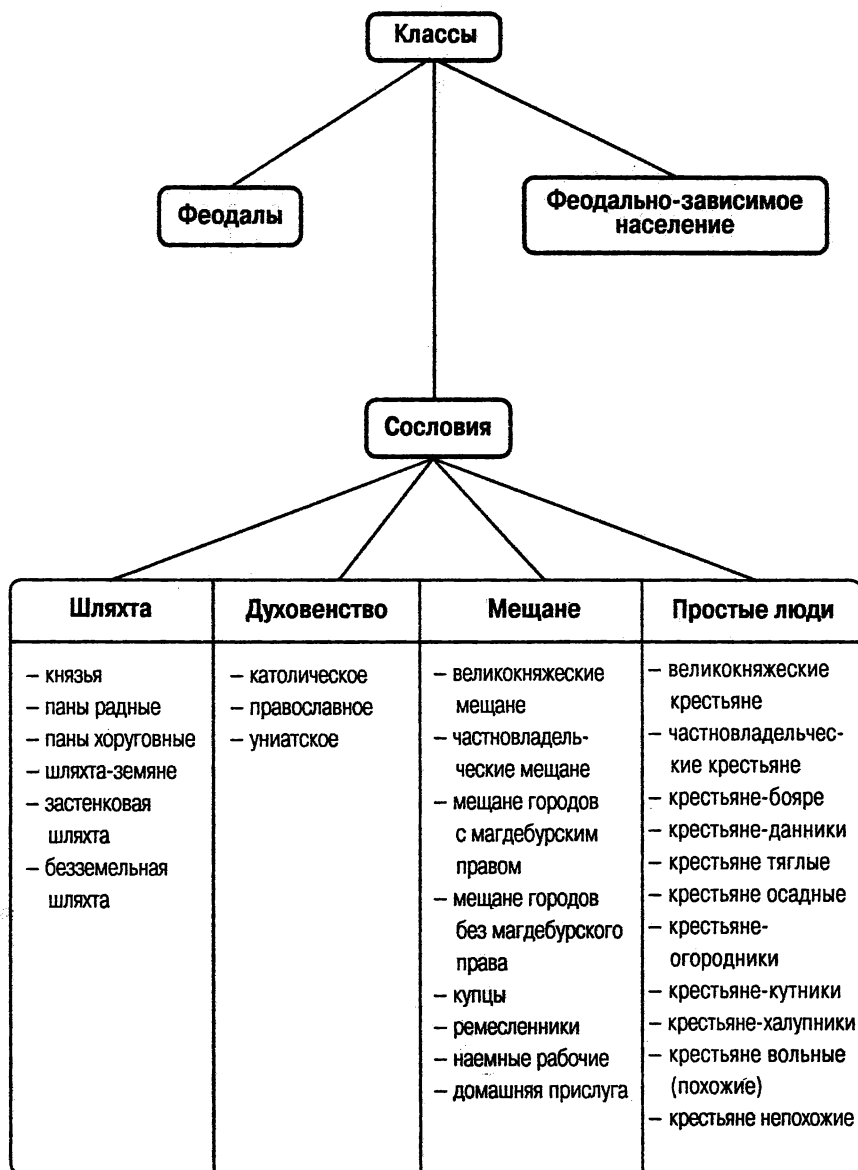 Классы
Феодалы
Феодально-зависимое
население
Сословия
Шляхта
– князья
– паны радные
– паны хоруговные
– шляхта-земяне
– застенковая
шляхта
– безземельная
шляхта
Духовенство
– католическое
– православное
– униатское
Мещане
– великокняжеские
мещане
– частновладель-
ческие мещане
– мещане городов
с магдебурским
правом
– мещане городов
без магдебурского
права
– купцы
– ремесленники
– наемные рабочие
– домашняя прислуга
Простые люди
– великокняжеские
крестьяне
– частновладельчес-
кие крестьяне
– крестьяне-бояре
– крестьяне-данники
– крестьяне тяглые
– крестьяне осадные
– крестьяне-
огородники
– крестьяне-кутники
– крестьяне-халупники
– крестьяне вольные
(похожие)
– крестьяне непохожие